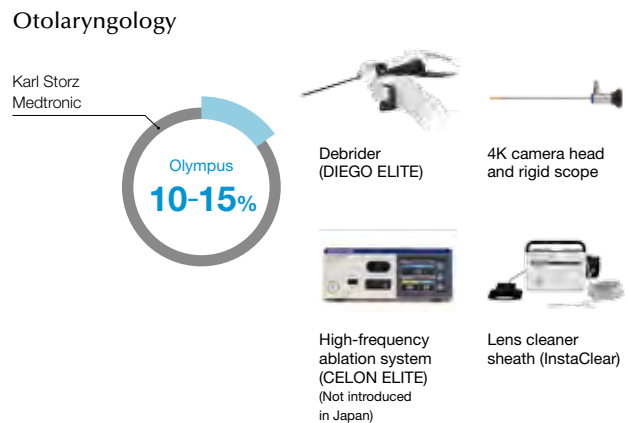 Otolaryngology
Karl Storz
Medtronic
Olympus
10-15%
Debrider
(DIEGO ELITE)
4K camera head
and rigid scope
High-frequency
ablation system
(CELON ELITE)
(Not introduced
in Japan)
Lens cleaner
sheath (InstaClear)